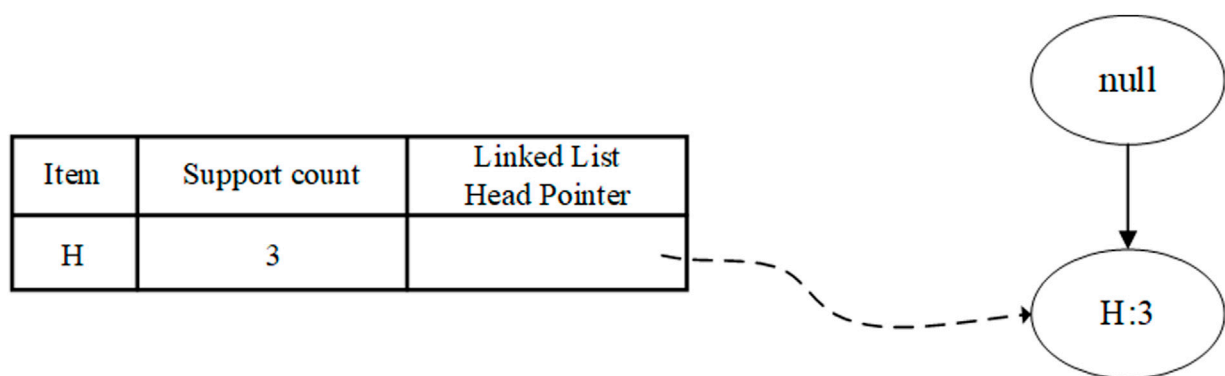 null
Item
Support count
Linked List
Head Pointer
H
3
H:3